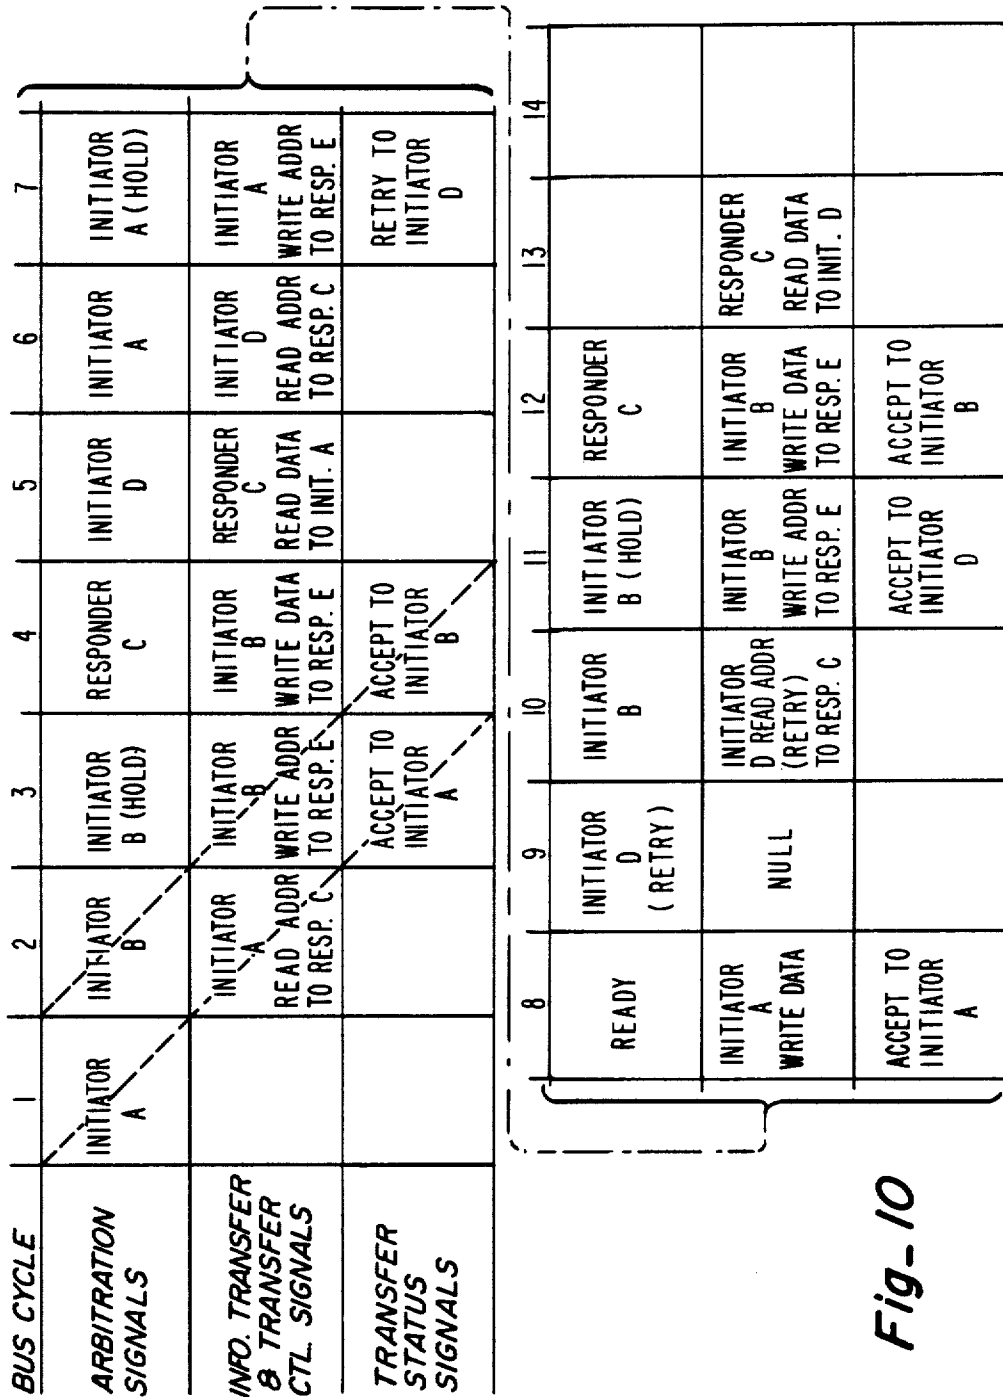 BUS CYCLE
1
2
3
4
5
6
7
ARBITRATION
SIGNALS
INITIATOR
A
INITIATOR
B
INITIATOR
B (HOLD)
RESPONDER
C
INITIATOR
D
INITIATOR
A
INITIATOR
A (HOLD)
INFO. TRANSFER
& TRANSFER
CTL. SIGNALS
INITIATOR
A
READ ADDR
TO RESP. C
INITIATOR
B
WRITE ADDR
TO RESP. E
INITIATOR
B
WRITE DATA
TO RESP. E
RESPONDER
C
READ DATA
TO INIT. A
INITIATOR
D
READ ADDR
TO RESP. C
INITIATOR
A
WRITE ADDR
TO RESP. E
TRANSFER
STATUS
SIGNALS
ACCEPT TO
INITIATOR
A
ACCEPT TO
INITIATOR
B
RETRY TO
INITIATOR
D
8
9
10
11
12
13
14
READY
INITIATOR
D
(RETRY)
INITIATOR
B
INITIATOR
B (HOLD)
RESPONDER
C
INITIATOR
A
WRITE DATA
NULL
INITIATOR
D READ ADDR
(RETRY)
TO RESP. C
INITIATOR
B
WRITE ADDR
TO RESP. E
INITIATOR
B
WRITE DATA
TO RESP. E
RESPONDER
C
READ DATA
TO INIT. D
ACCEPT TO
INITIATOR
A
ACCEPT TO
INITIATOR
D
ACCEPT TO
INITIATOR
B
Fig_10